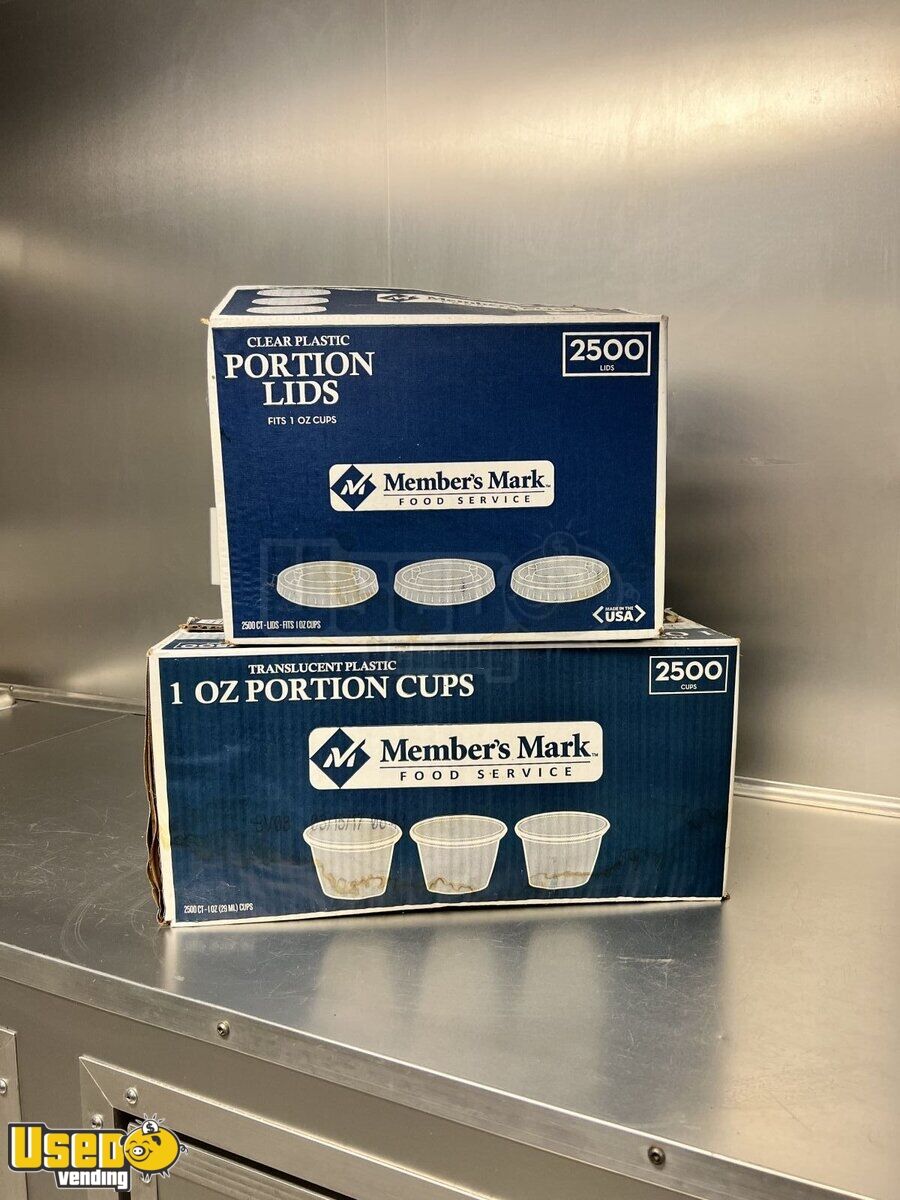 CLEAR PLASTIC
PORTION
LIDS
FITS 1 OZ CUPS
2500
LIDS
Member's Mark
FOOD SERVICE
2500 CT - LIDS - FITS 1 OZ CUPS
MADE IN THE
USA
TRANSLUCENT PLASTIC
1 OZ PORTION CUPS
2500
CUPS
Member's Mark™
FOOD SERVICE
2500 CT - 1 OZ (29 ML) CUPS
USED
vending